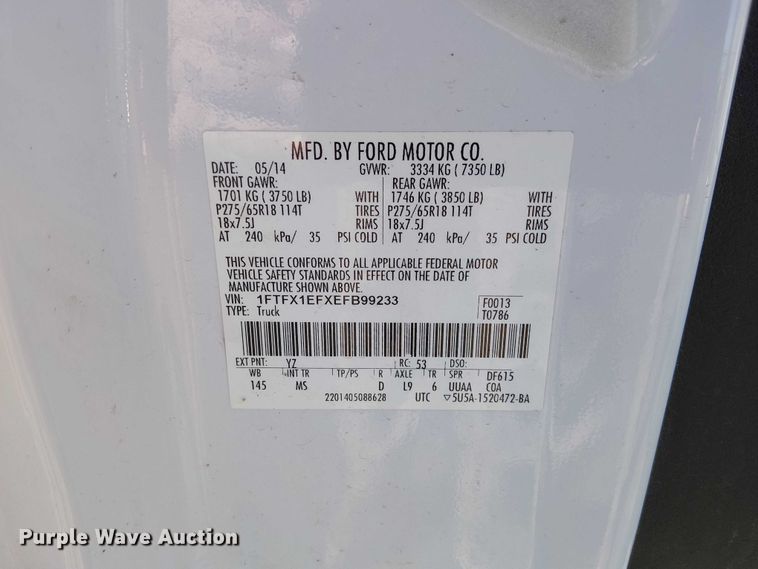 MFD. BY FORD MOTOR CO.
DATE: 05/14 GVWR: 3334 KG ( 7350 LB)
FRONT GAWR: REAR GAWR:
1701 KG ( 3750 LB) WITH 1746 KG ( 3850 LB) WITH
P275/65R18 114T TIRES P275/65R18 114T TIRES
18x7.5J RIMS 18x7.5J RIMS
AT 240 kPa/ 35 PSI COLD AT 240 kPa/ 35 PSI COLD
THIS VEHICLE CONFORMS TO ALL APPLICABLE FEDERAL MOTOR
VEHICLE SAFETY STANDARDS IN EFFECT ON THE DATE OF
MANUFACTURE SHOWN ABOVE.
VIN: 1FTFX1EFXEFB99233 F0013
TYPE: Truck T0786
EXT PNT: YZ RC: 53 DSO:
WB INT TR TP/PS R AXLE TR SPR DF615
145 MS D L9 6 UUAA COA
2201405088628 UTC ▽5U5A-1520472-BA
Purple Wave Auction